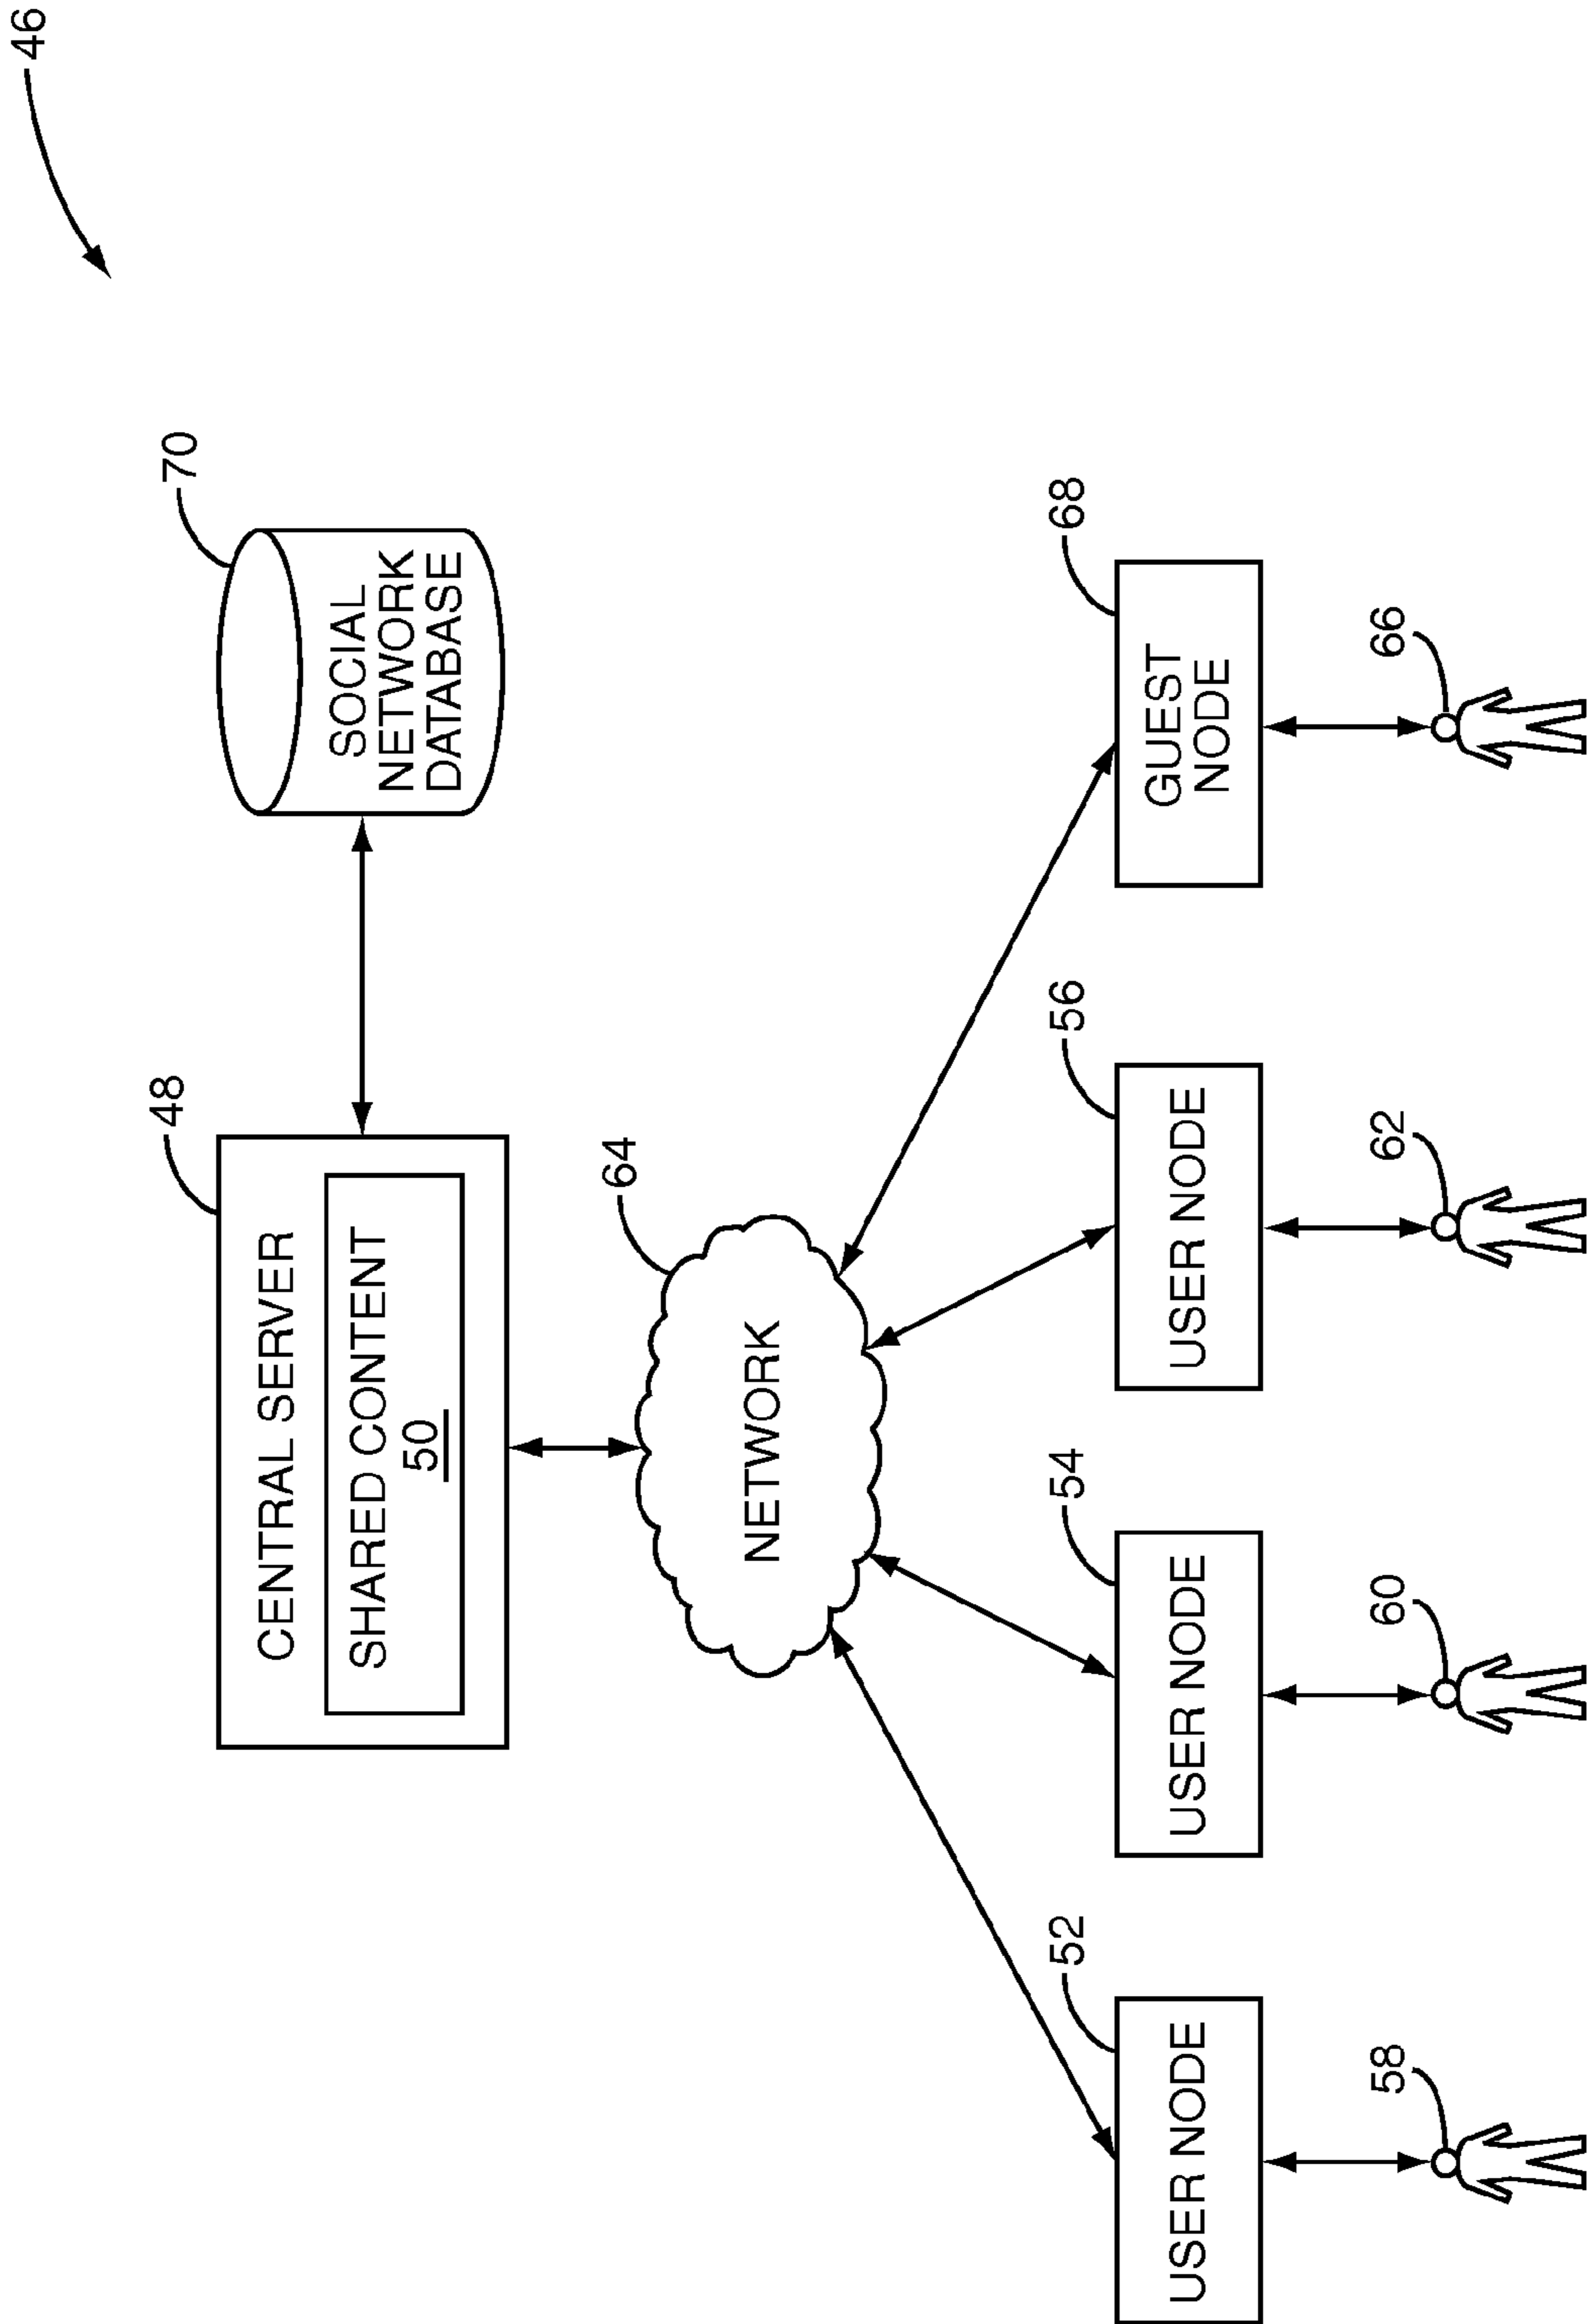 46
48
CENTRAL SERVER
SHARED CONTENT
50
70
SOCIAL
NETWORK
DATABASE
64
NETWORK
52
USER NODE
54
USER NODE
56
USER NODE
68
GUEST
NODE
58
60
62
66